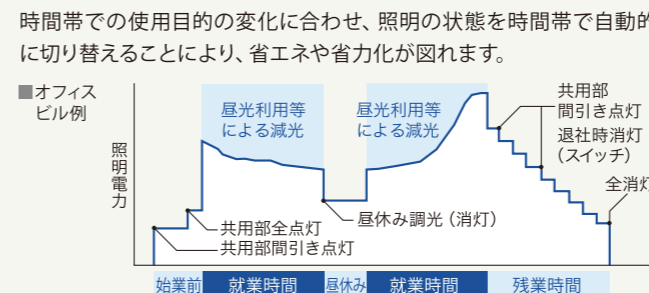 時間帯での使用目的の変化に合わせ、照明の状態を時間帯で自動的
に切り替えることにより、省エネや省力化が図れます。
■オフィス
ビル例
照明電力
昼光利用等
による減光
昼光利用等
による減光
共用部
間引き点灯
退社時消灯
（スイッチ）
全消灯
昼休み調光（消灯）
共用部全点灯
共用部間引き点灯
始業前 就業時間 昼休み 就業時間 残業時間